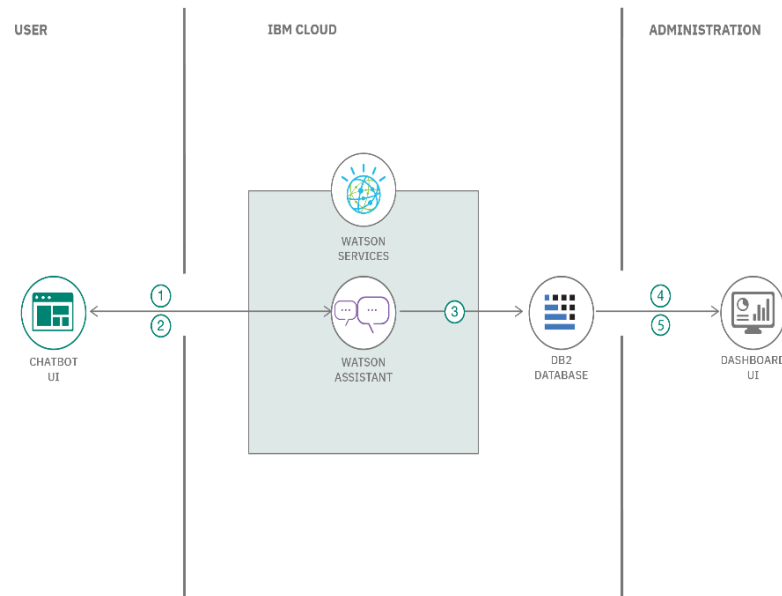 USER
IBM CLOUD
ADMINISTRATION
WATSON
SERVICES
1
2
3
4
5
CHATBOT
UI
WATSON
ASSISTANT
DB2
DATABASE
DASHBOARD
UI